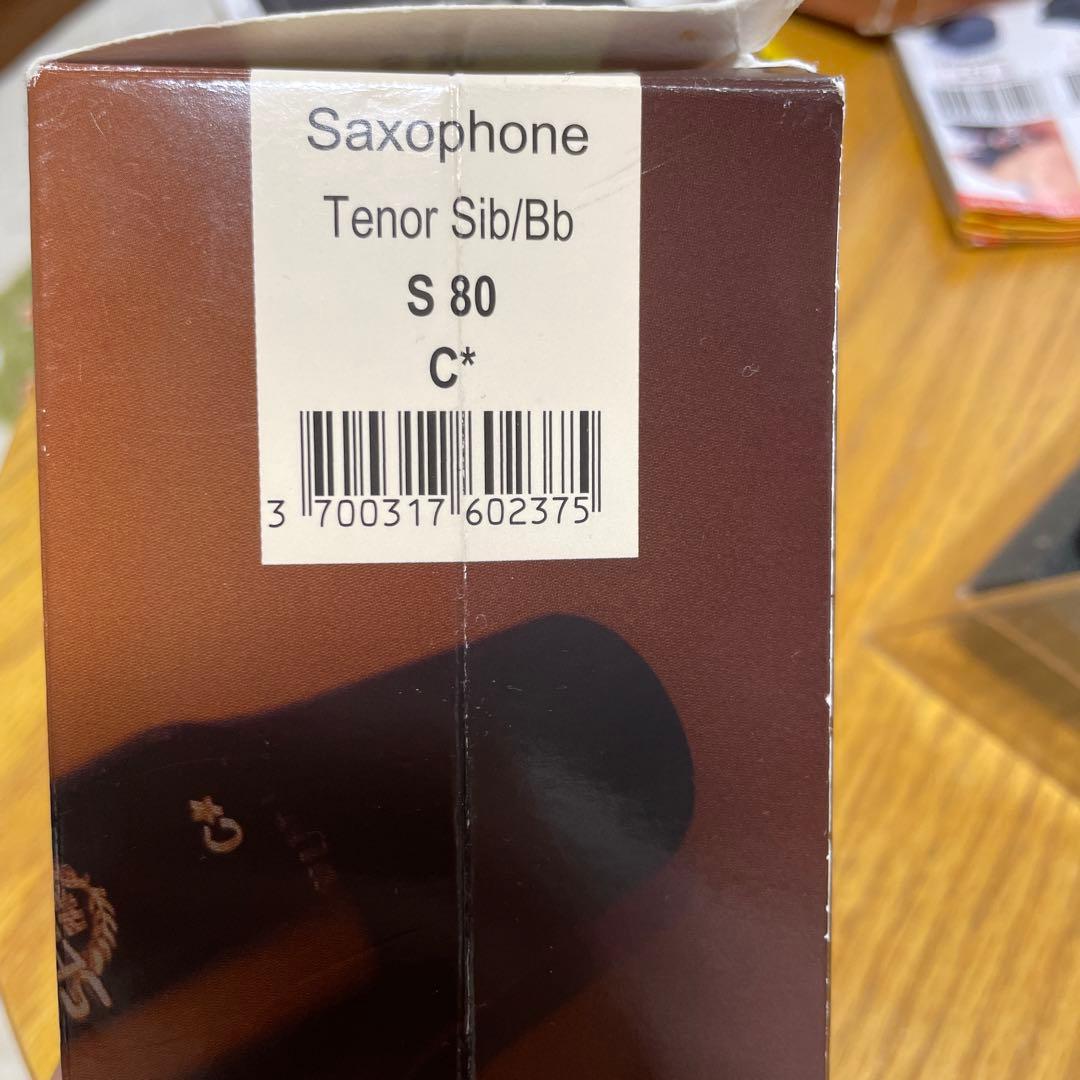 Saxophone
Tenor Sib/Bb
S 80
C*
3 700317 602375
C*